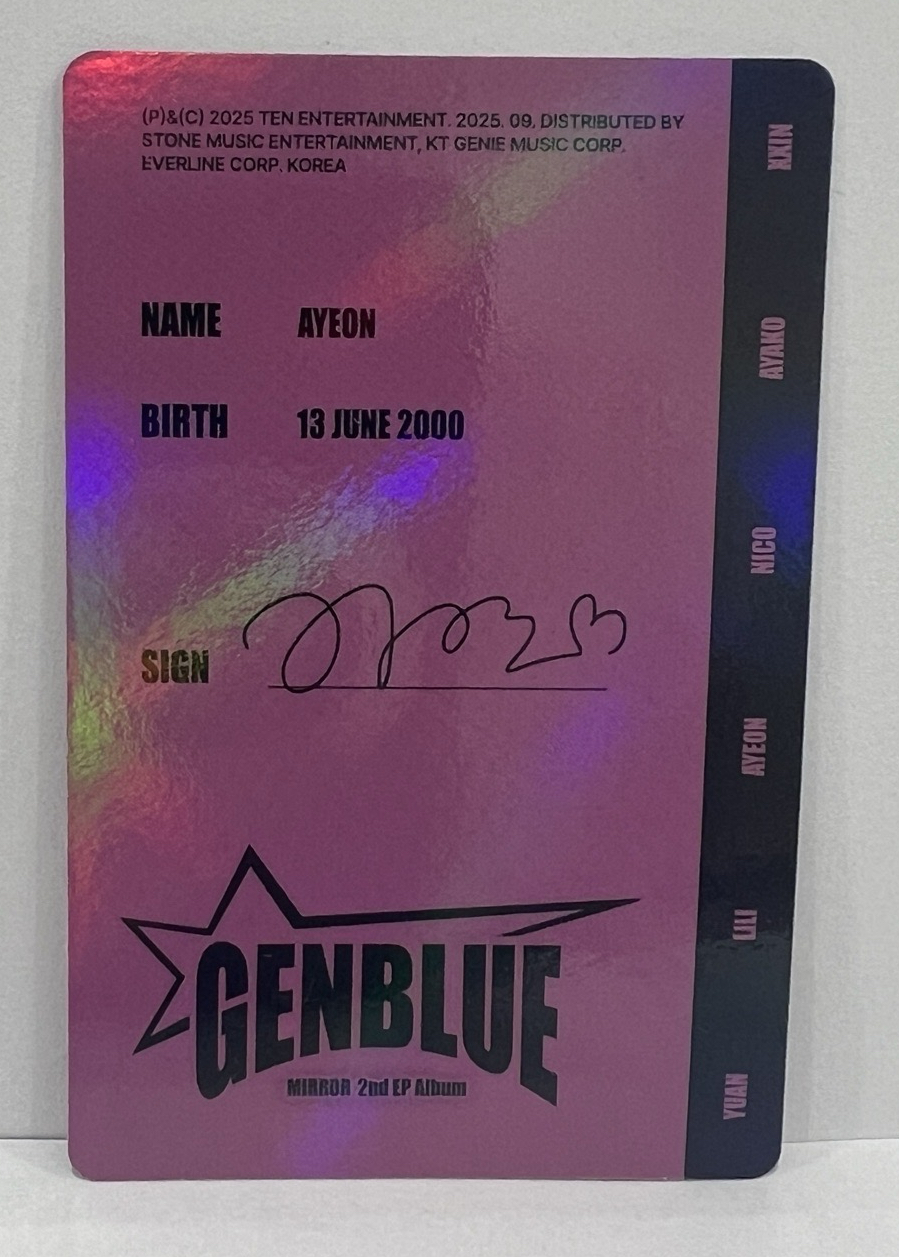 (P)&(C) 2025 TEN ENTERTAINMENT. 2025. 09. DISTRIBUTED BY
STONE MUSIC ENTERTAINMENT, KT GENIE MUSIC CORP.
EVERLINE CORP. KOREA
NAME AYEON
BIRTH 13 JUNE 2000
SIGN
GENBLUE
MIRROR 2nd EP Album
XXIN
AYAKO
NICO
AYEON
LILI
YUAN